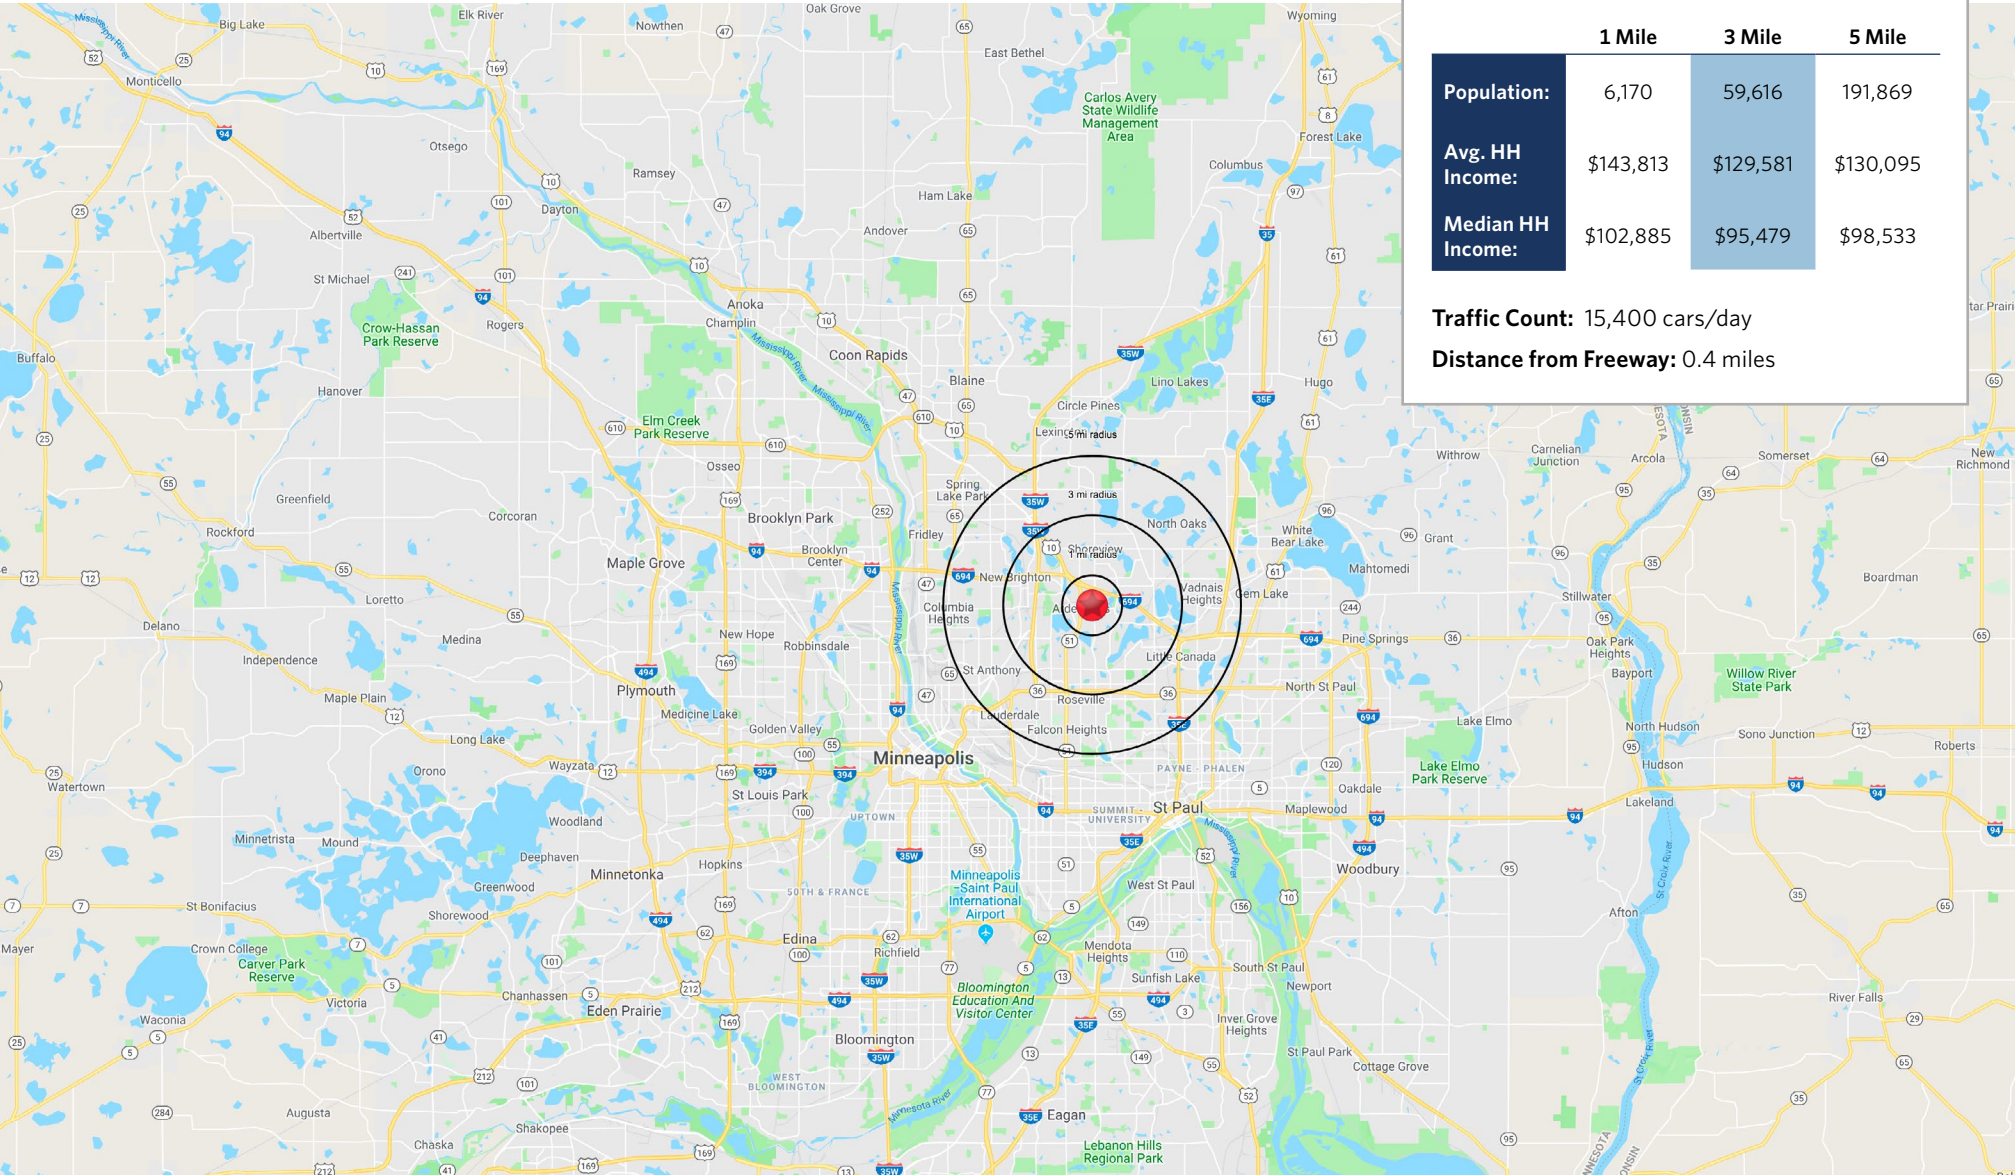 1 Mile 3 Mile 5 Mile
Population: 6,170 59,616 191,869
Avg. HH
Income: $143,813 $129,581 $130,095
Median HH
Income: $102,885 $95,479 $98,533
Traffic Count: 15,400 cars/day
Distance from Freeway: 0.4 miles
Oak Grove
Elk River
Wyoming
Big Lake
Nowthen
East Bethel
Monticello
Carlos Avery
State Wildlife
Management
Area
Forest Lake
Otsego
Columbus
Ramsey
Ham Lake
Dayton
Andover
Albertville
St Michael
Anoka
Champlin
Rogers
Crow-Hassan
Park Reserve
Mississippi River
Coon Rapids
Buffalo
Blaine
Lino Lakes
Hugo
Hanover
Circle Pines
Elm Creek
Park Reserve
5 mi radius
Withrow
Carnelian
Junction
Arcola
Somerset
New
Richmond
Osseo
Spring
Lake Park
3 mi radius
Greenfield
Corcoran
Brooklyn Park
North Oaks
Rockford
Fridley
White
Bear Lake
Grant
Brooklyn
Center
Shoreview
1 mi radius
Maple Grove
New Brighton
Mahtomedi
Boardman
Loretto
Columbia
Heights
Vadnais
Heights
Gem Lake
Stillwater
Delano
Medina
New Hope
Robbinsdale
Pine Springs
Oak Park
Heights
Independence
St Anthony
Little Canada
Bayport
Willow River
State Park
Maple Plain
Plymouth
Medicine Lake
Roseville
North St Paul
Lauderdale
Falcon Heights
Lake Elmo
North Hudson
Long Lake
Golden Valley
Sono Junction
Roberts
Minneapolis
Orono
Wayzata
PAYNE - PHALEN
Lake Elmo
Park Reserve
Hudson
Watertown
St Louis Park
Oakdale
Lakeland
UPTOWN
SUMMIT -
UNIVERSITY
St Paul
Maplewood
Woodland
Minnetrista
Mound
Deephaven
Hopkins
Minnetonka
Woodbury
Greenwood
50TH & FRANCE
Minneapolis
-Saint Paul
International
Airport
West St Paul
St Bonifacius
Shorewood
Afton
Mayer
Crown College
Edina
Richfield
Mendota
Heights
Carver Park
Reserve
Sunfish Lake
South St Paul
Victoria
Chanhassen
Bloomington
Education And
Visitor Center
Newport
River Falls
Waconia
Eden Prairie
Inver Grove
Heights
Bloomington
St Paul Park
Cottage Grove
WEST
BLOOMINGTON
Minnesota River
St Croix River
Augusta
Eagan
Shakopee
Chaska
Lebanon Hills
Regional Park